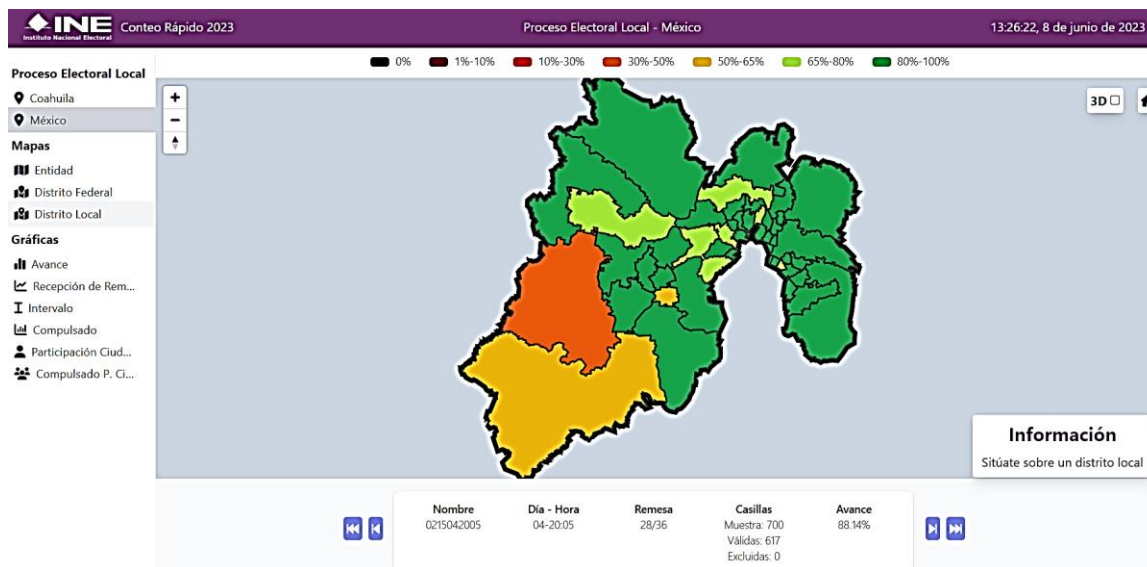 INE
Instituto Nacional Electoral
Conteo Rápido 2023
Proceso Electoral Local - México
13:26:22, 8 de junio de 2023
0% 1%-10% 10%-30% 30%-50% 50%-65% 65%-80% 80%-100%
Proceso Electoral Local
Coahuila
México
Mapas
Entidad
Distrito Federal
Distrito Local
Gráficas
Avance
Recepción de Rem...
Intervalo
Compulsado
Participación Ciud...
Compulsado P. Ci...
+
−
3D
Información
Sitúate sobre un distrito local
Nombre Día - Hora Remesa Casillas Avance
0215042005 04-20:05 28/36 Muestra: 700 88.14%
Válidas: 617
Excluidas: 0